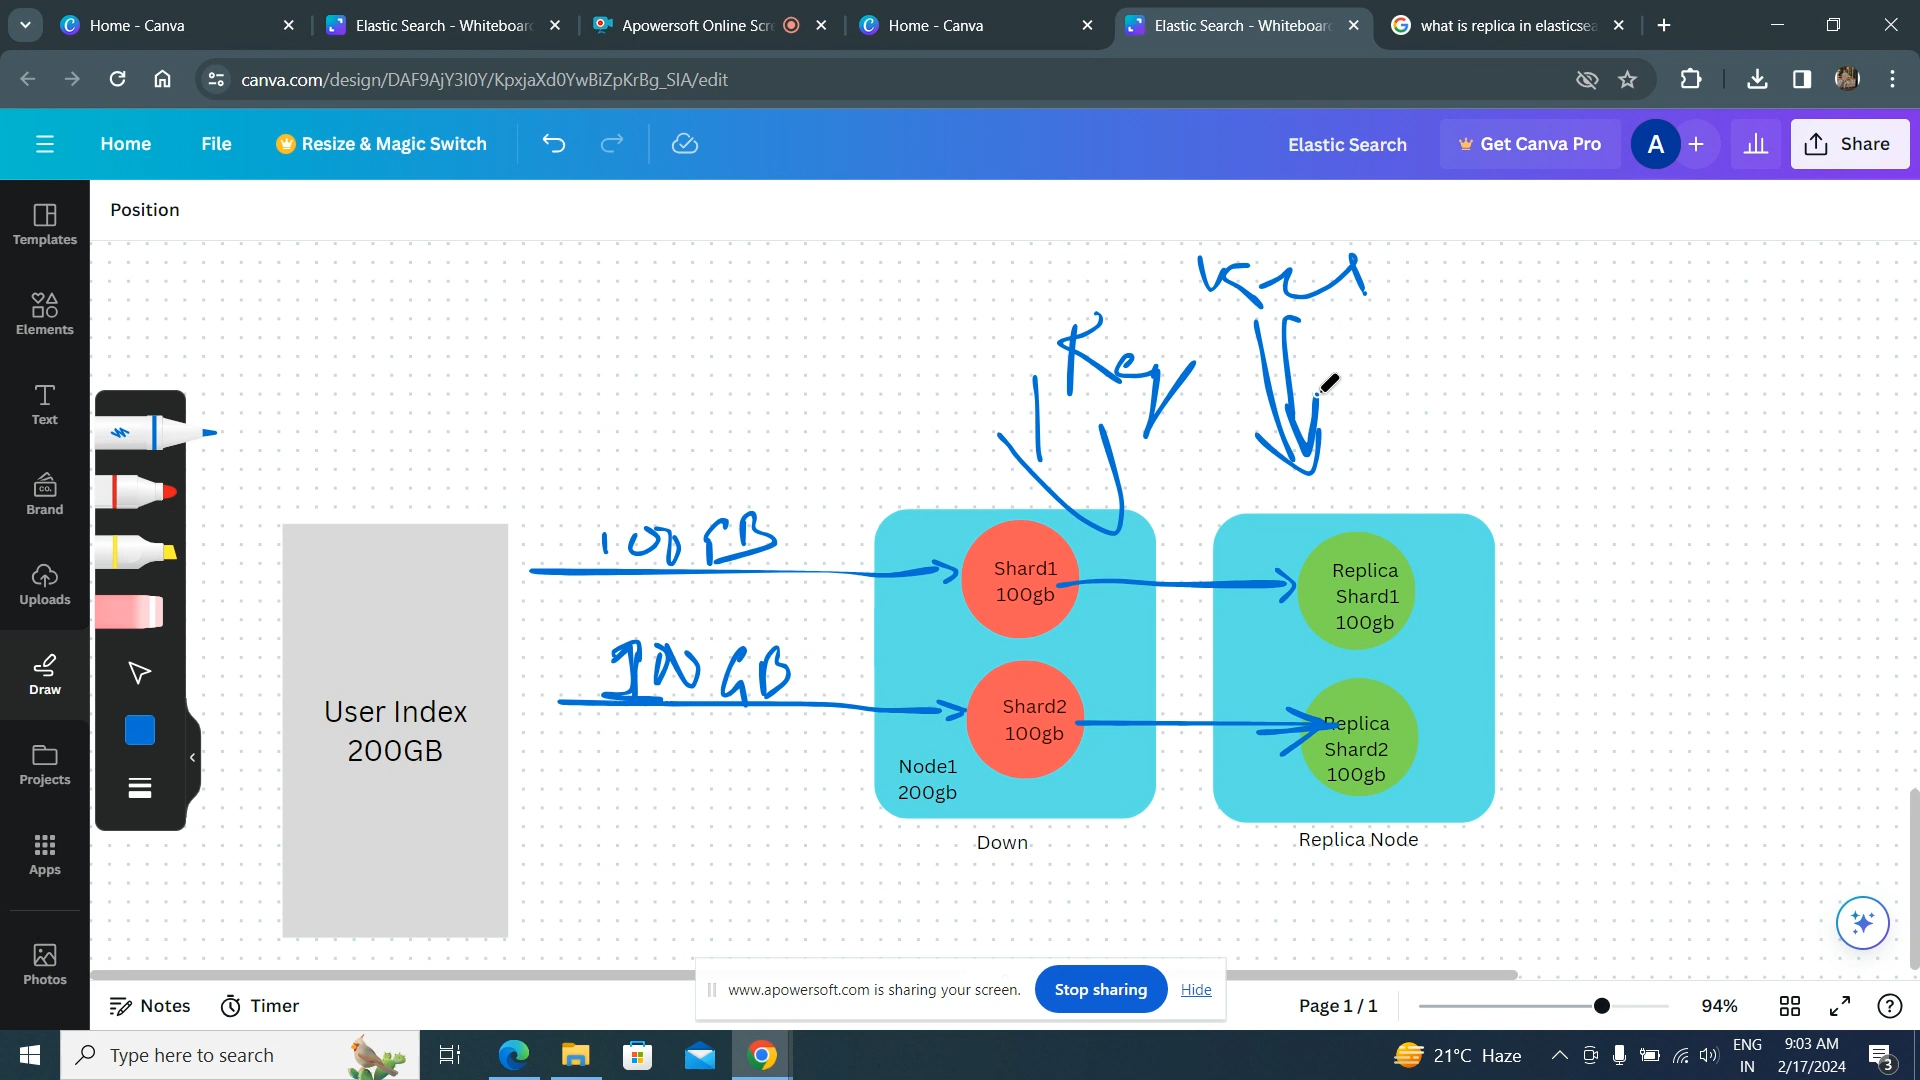 Home - Canva
Elastic Search - Whiteboard
Apowersoft Online Scre
Home - Canva
Elastic Search - Whiteboard
what is replica in elasticsea
canva.com/design/DAF9AjY3I0Y/KpxjaXd0YwBiZpKrBg_SIA/edit
Home
File
Resize & Magic Switch
Elastic Search
Get Canva Pro
A
Share
Position
Templates
Elements
Text
Brand
Uploads
Draw
Projects
Apps
Photos
Key
100 GB
100 GB
User Index
200GB
Shard1
100gb
Shard2
100gb
Node1
200gb
Down
Replica
Shard1
100gb
Replica
Shard2
100gb
Replica Node
www.apowersoft.com is sharing your screen.
Stop sharing
Hide
Notes
Timer
Page 1 / 1
94%
Type here to search
21°C Haze
ENG
IN
9:03 AM
2/17/2024
3